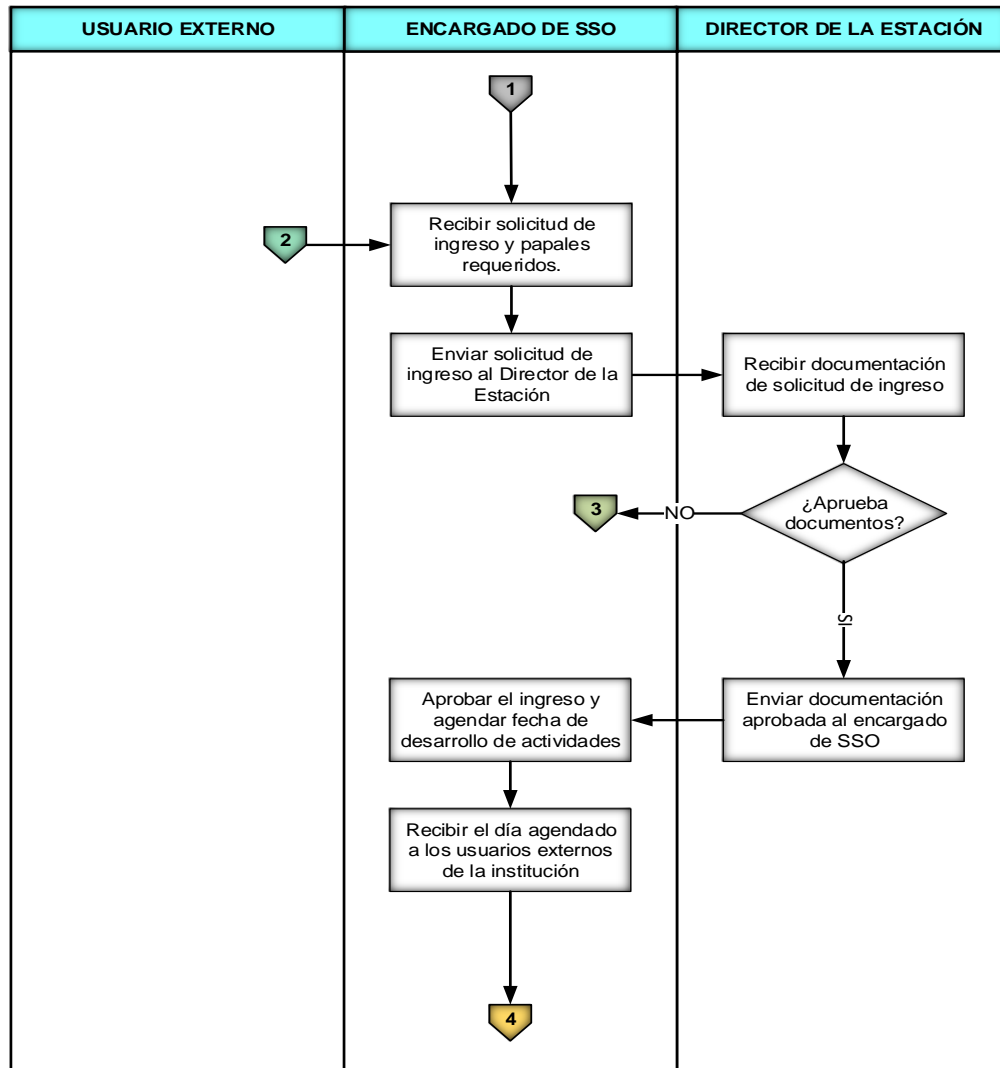 USUARIO EXTERNO
ENCARGADO DE SSO
DIRECTOR DE LA ESTACIÓN
1
Recibir solicitud de
ingreso y papales
requeridos.
2
Enviar solicitud de
ingreso al Director de la
Estación
Recibir documentación
de solicitud de ingreso
¿Aprueba
documentos?
NO
3
SI
Enviar documentación
aprobada al encargado
de SSO
Aprobar el ingreso y
agendar fecha de
desarrollo de actividades
Recibir el día agendado
a los usuarios externos
de la institución
4